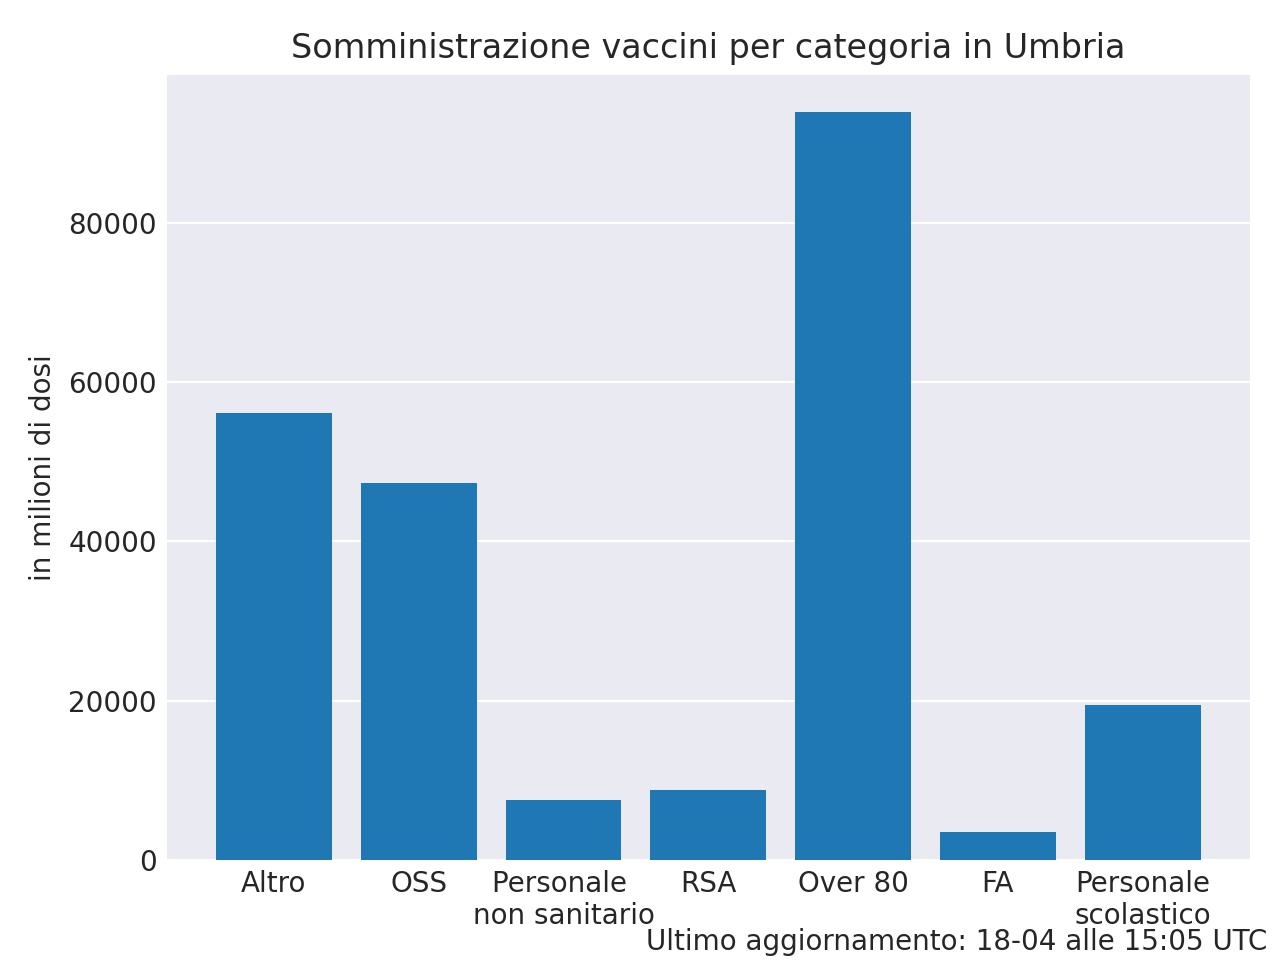 Somministrazione vaccini per categoria in Umbria
in milioni di dosi
80000
60000
40000
20000
0
Altro
OSS
Personale
non sanitario
RSA
Over 80
FA
Personale
scolastico
Ultimo aggiornamento: 18-04 alle 15:05 UTC